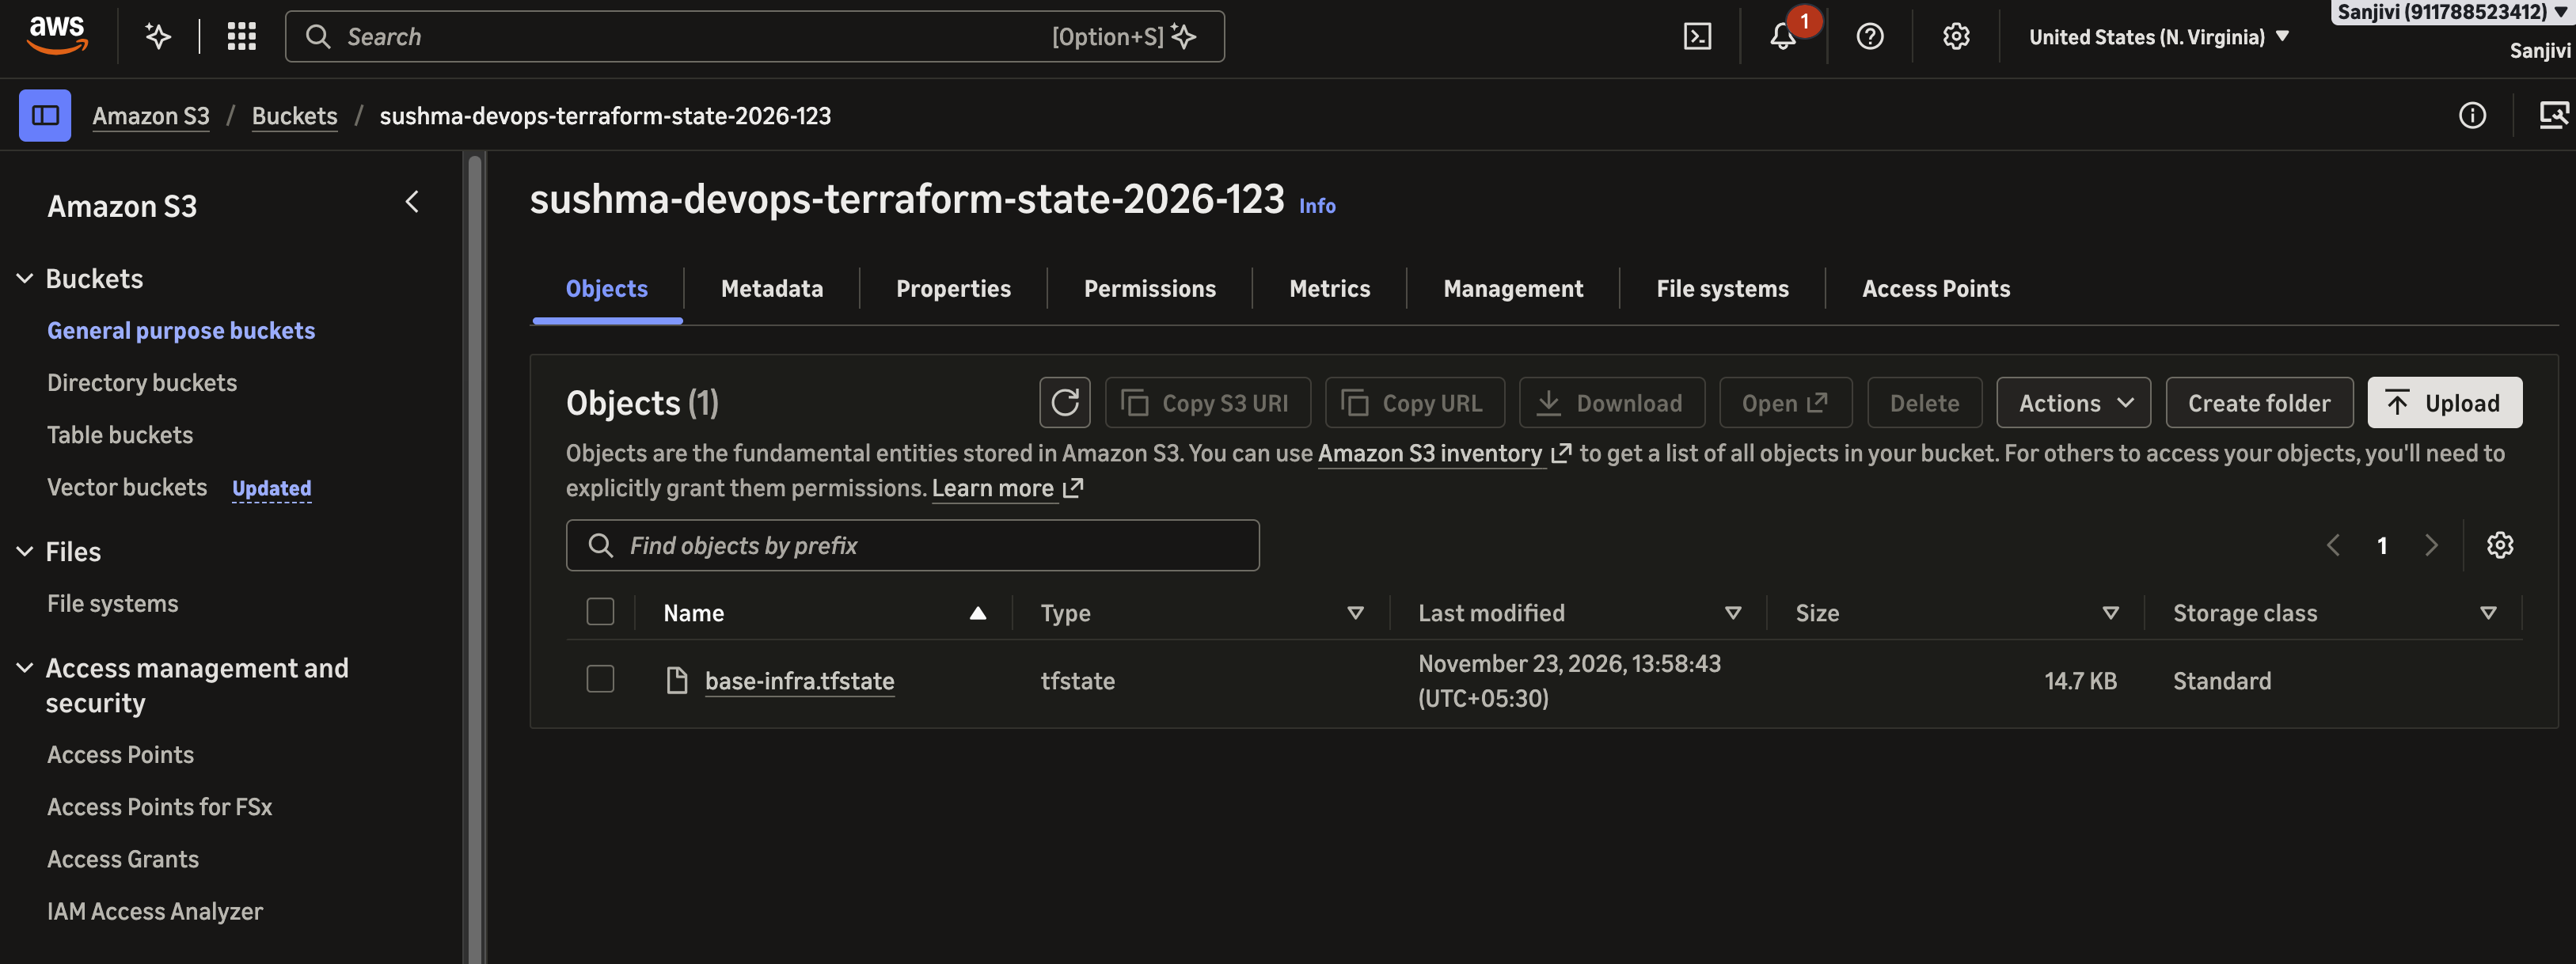 aws
Search [Option+S]
1
United States (N. Virginia)
Sanjivi (911788523412)
Sanjivi
Amazon S3 / Buckets / sushma-devops-terraform-state-2026-123
Amazon S3
Buckets
General purpose buckets
Directory buckets
Table buckets
Vector buckets Updated
Files
File systems
Access management and
security
Access Points
Access Points for FSx
Access Grants
IAM Access Analyzer
sushma-devops-terraform-state-2026-123 Info
Objects Metadata Properties Permissions Metrics Management File systems Access Points
Objects (1) Copy S3 URI Copy URL Download Open Delete Actions Create folder Upload
Objects are the fundamental entities stored in Amazon S3. You can use Amazon S3 inventory to get a list of all objects in your bucket. For others to access your objects, you'll need to
explicitly grant them permissions. Learn more
Find objects by prefix
1
Name Type Last modified Size Storage class
base-infra.tfstate tfstate November 23, 2026, 13:58:43 14.7 KB Standard
(UTC+05:30)